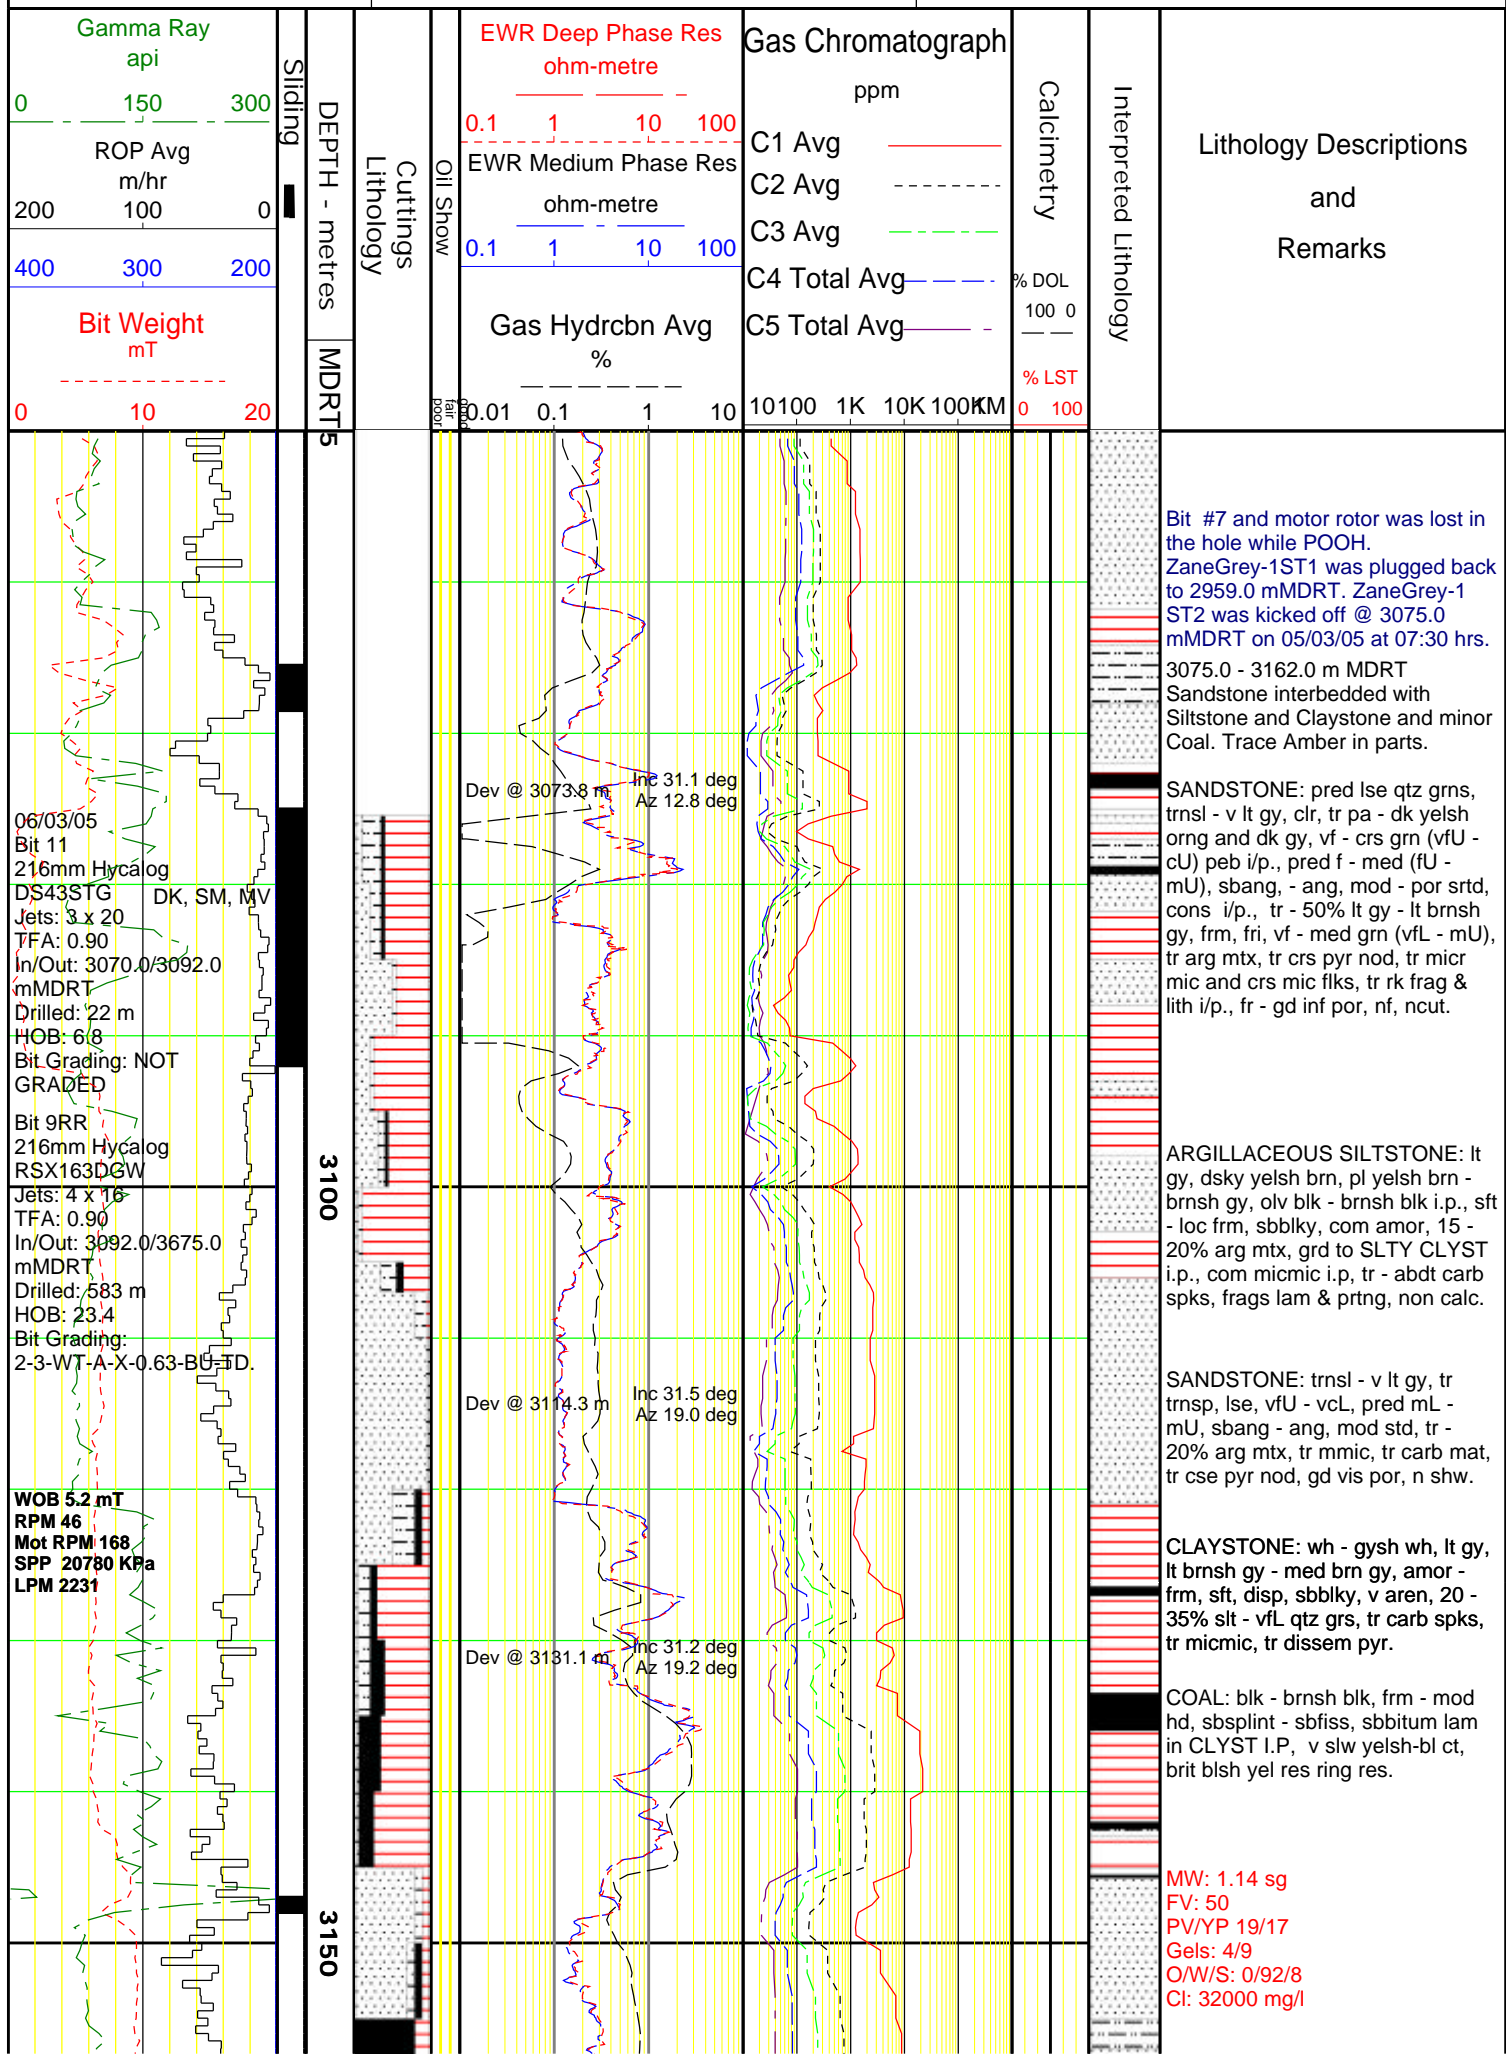 Gamma Ray
api
0 150 300
ROP Avg
m/hr
200 100 0
400 300 200
Bit Weight
mT
0 10 20
Sliding
DEPTH - metres
MDRT
Cuttings
Lithology
Oil Show
good
fair
poor
EWR Deep Phase Res
ohm-metre
0.1 1 10 100
EWR Medium Phase Res
ohm-metre
0.1 1 10 100
Gas Hydrcbn Avg
%
0.01 0.1 1 10
Gas Chromatograph
ppm
C1 Avg
C2 Avg
C3 Avg
C4 Total Avg
C5 Total Avg
10 100 1K 10K 100K 1M
Calcimetry
% DOL
100 0
% LST
0 100
Interpreted Lithology
Lithology Descriptions
and
Remarks
5
3100
3150
06/03/05
Bit 11
216mm Hycalog
DS43STG
DK, SM, MV
Jets: 3 x 20
TFA: 0.90
In/Out: 3070.0/3092.0
mMDRT
Drilled: 22 m
HOB: 6.8
Bit Grading: NOT
GRADED
Bit 9RR
216mm Hycalog
RSX163DGW
Jets: 4 x 16
TFA: 0.90
In/Out: 3092.0/3675.0
mMDRT
Drilled: 583 m
HOB: 23.4
Bit Grading:
2-3-WT-A-X-0.63-BU-TD.
WOB 5.2 mT
RPM 46
Mot RPM 168
SPP 20780 KPa
LPM 2231
Dev @ 3073.8 m Inc 31.1 deg
Az 12.8 deg
Dev @ 3114.3 m Inc 31.5 deg
Az 19.0 deg
Dev @ 3131.1 m Inc 31.2 deg
Az 19.2 deg
Bit #7 and motor rotor was lost in
the hole while POOH.
ZaneGrey-1ST1 was plugged back
to 2959.0 mMDRT. ZaneGrey-1
ST2 was kicked off @ 3075.0
mMDRT on 05/03/05 at 07:30 hrs.
3075.0 - 3162.0 m MDRT
Sandstone interbedded with
Siltstone and Claystone and minor
Coal. Trace Amber in parts.
SANDSTONE: pred lse qtz grns,
trnsl - v lt gy, clr, tr pa - dk yelsh
orng and dk gy, vf - crs grn (vfU -
cU) peb i/p., pred f - med (fU -
mU), sbang, - ang, mod - por srtd,
cons i/p., tr - 50% lt gy - lt brnsh
gy, frm, fri, vf - med grn (vfL - mU),
tr arg mtx, tr crs pyr nod, tr micr
mic and crs mic flks, tr rk frag &
lith i/p., fr - gd inf por, nf, ncut.
ARGILLACEOUS SILTSTONE: lt
gy, dsky yelsh brn, pl yelsh brn -
brnsh gy, olv blk - brnsh blk i.p., sft
- loc frm, sbblky, com amor, 15 -
20% arg mtx, grd to SLTY CLYST
i.p., com micmic i.p, tr - abdt carb
spks, frags lam & prtng, non calc.
SANDSTONE: trnsl - v lt gy, tr
trnsp, lse, vfU - vcL, pred mL -
mU, sbang - ang, mod std, tr -
20% arg mtx, tr mmic, tr carb mat,
tr cse pyr nod, gd vis por, n shw.
CLAYSTONE: wh - gysh wh, lt gy,
lt brnsh gy - med brn gy, amor -
frm, sft, disp, sbblky, v aren, 20 -
35% slt - vfL qtz grs, tr carb spks,
tr micmic, tr dissem pyr.
COAL: blk - brnsh blk, frm - mod
hd, sbsplint - sbfiss, sbbitum lam
in CLYST I.P, v slw yelsh-bl ct,
brit blsh yel res ring res.
MW: 1.14 sg
FV: 50
PV/YP 19/17
Gels: 4/9
O/W/S: 0/92/8
Cl: 32000 mg/l